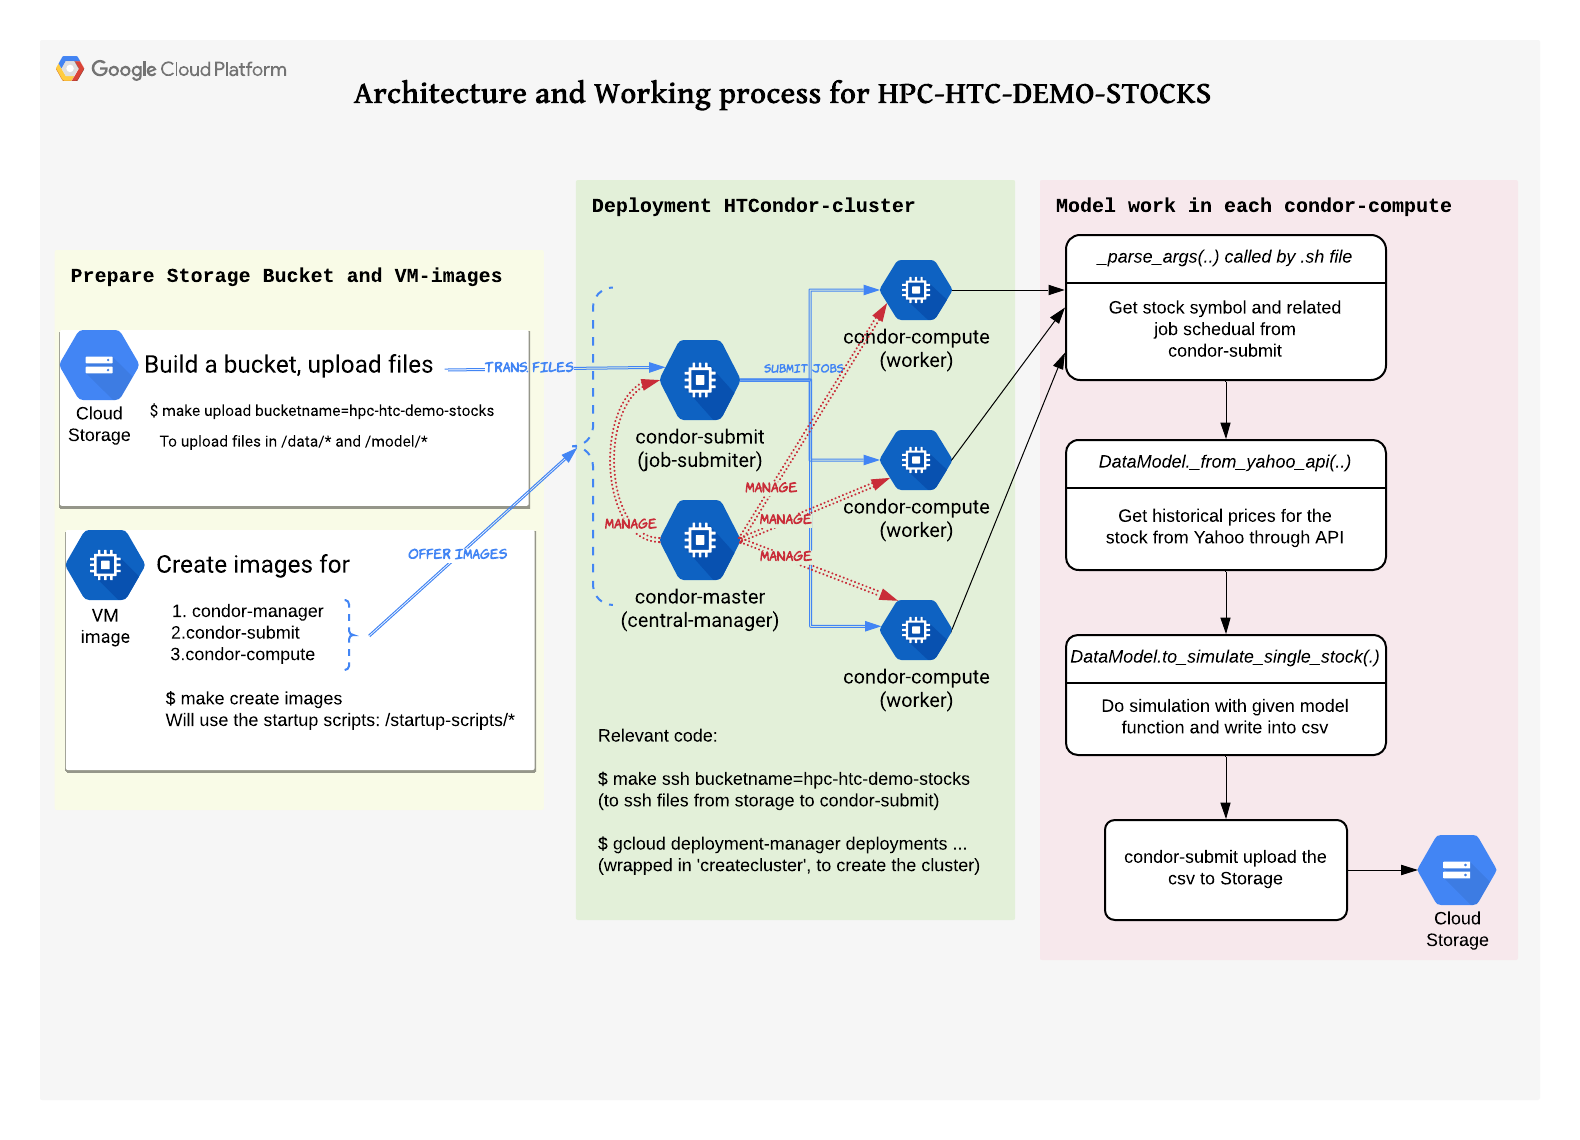 Google Cloud Platform
Architecture and Working process for HPC-HTC-DEMO-STOCKS
Prepare Storage Bucket and VM-images
Build a bucket, upload files
Cloud
Storage
$ make upload bucketname=hpc-htc-demo-stocks
To upload files in /data/* and /model/*
TRANS FILES
VM
image
Create images for
1. condor-manager
2.condor-submit
3.condor-compute
$ make create images
Will use the startup scripts: /startup-scripts/*
OFFER IMAGES
Deployment HTCondor-cluster
condor-submit
(job-submiter)
condor-master
(central-manager)
SUBMIT JOBS
MANAGE
MANAGE
MANAGE
MANAGE
condor-compute
(worker)
condor-compute
(worker)
condor-compute
(worker)
Relevant code:
$ make ssh bucketname=hpc-htc-demo-stocks
(to ssh files from storage to condor-submit)
$ gcloud deployment-manager deployments ...
(wrapped in 'createcluster', to create the cluster)
Model work in each condor-compute
_parse_args(..) called by .sh file
Get stock symbol and related
job schedual from
condor-submit
DataModel._from_yahoo_api(..)
Get historical prices for the
stock from Yahoo through API
DataModel.to_simulate_single_stock(.)
Do simulation with given model
function and write into csv
condor-submit upload the
csv to Storage
Cloud
Storage